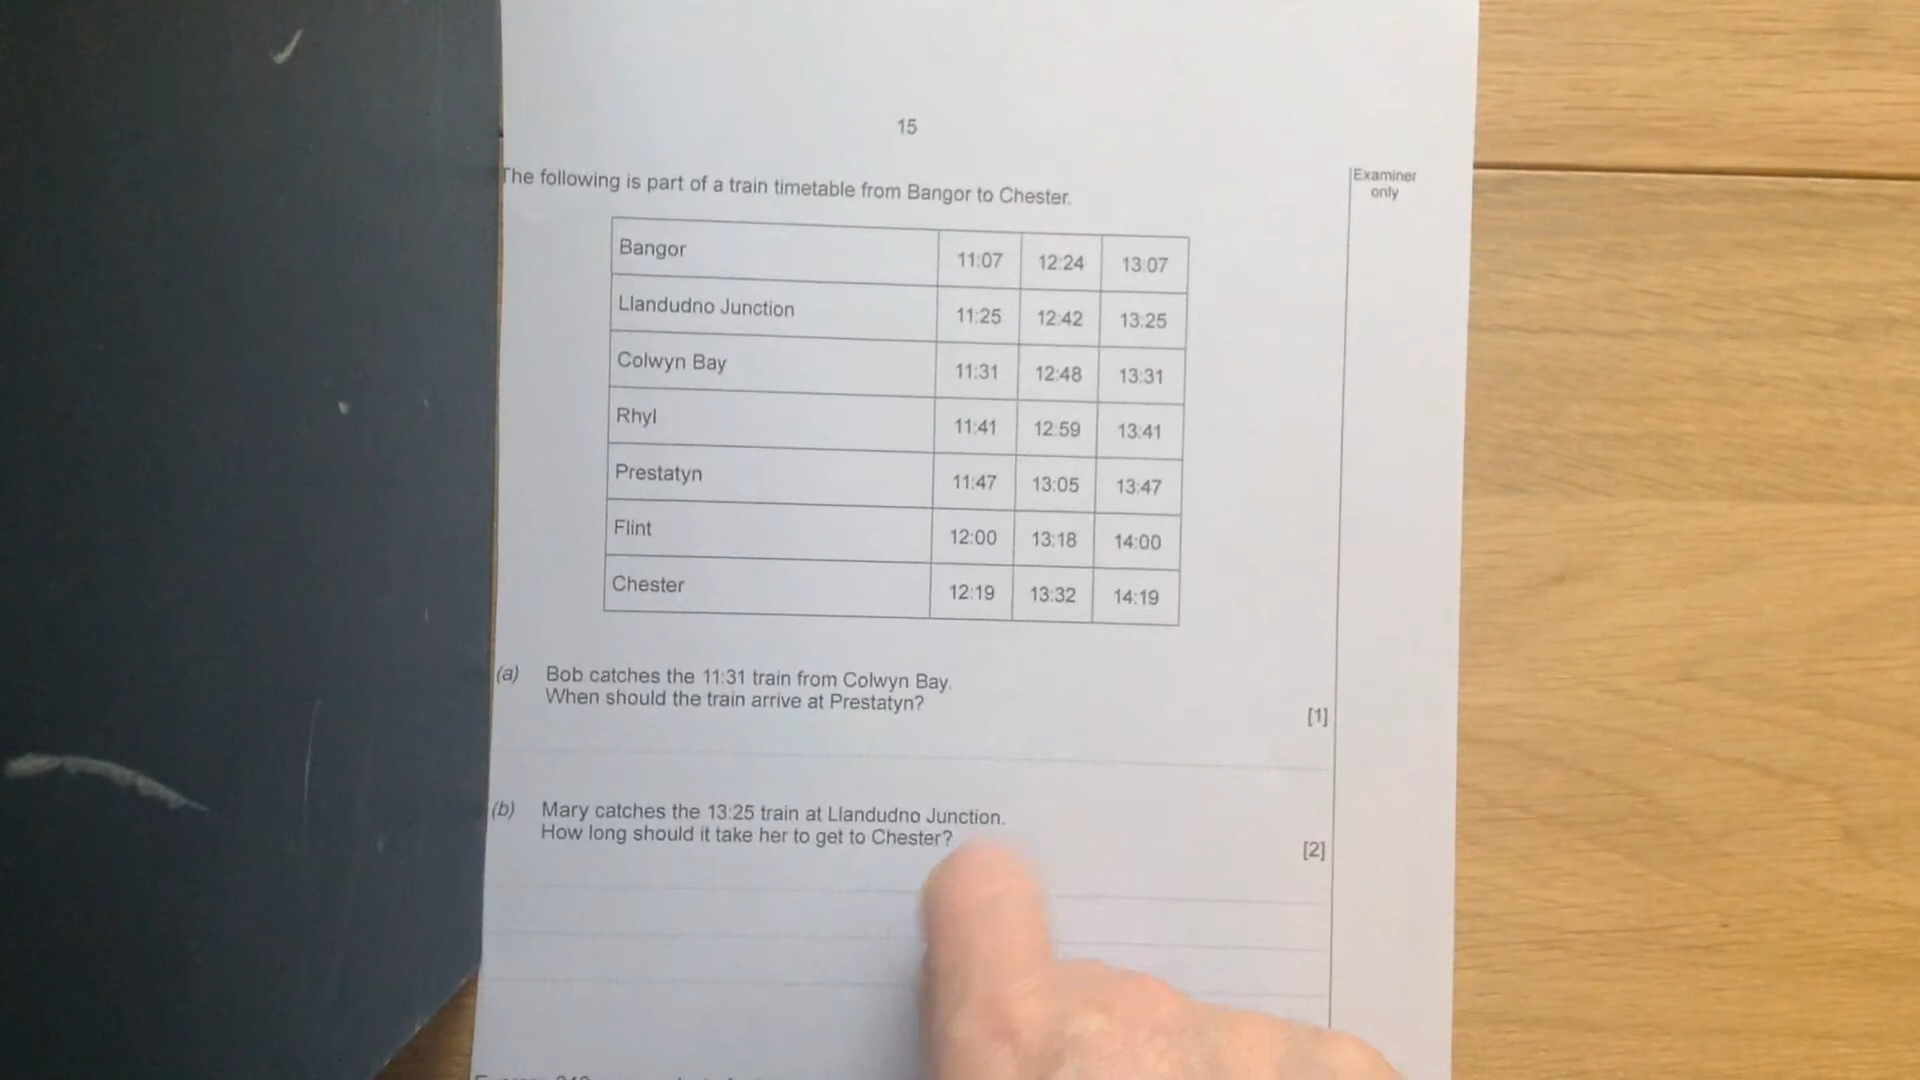 15
The following is part of a train timetable from Bangor to Chester.
Examiner
only
Bangor 11:07 12:24 13:07
Llandudno Junction 11:25 12:42 13:25
Colwyn Bay 11:31 12:48 13:31
Rhyl 11:41 12:59 13:41
Prestatyn 11:47 13:05 13:47
Flint 12:00 13:18 14:00
Chester 12:19 13:32 14:19
(a) Bob catches the 11:31 train from Colwyn Bay.
When should the train arrive at Prestatyn?
[1]
(b) Mary catches the 13:25 train at Llandudno Junction.
How long should it take her to get to Chester?
[2]